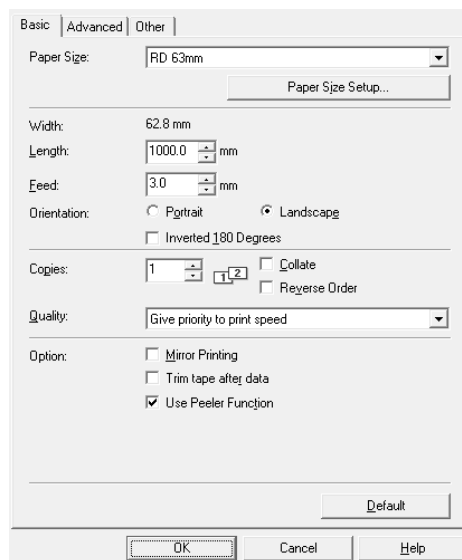 Basic Advanced Other
Paper Size: RD 63mm
Paper Size Setup...
Width: 62.8 mm
Length: 1000.0 mm
Feed: 3.0 mm
Orientation: Portrait Landscape
Inverted 180 Degrees
Copies: 1 1 2 Collate
Reverse Order
Quality: Give priority to print speed
Option: Mirror Printing
Trim tape after data
Use Peeler Function
Default
OK Cancel Help